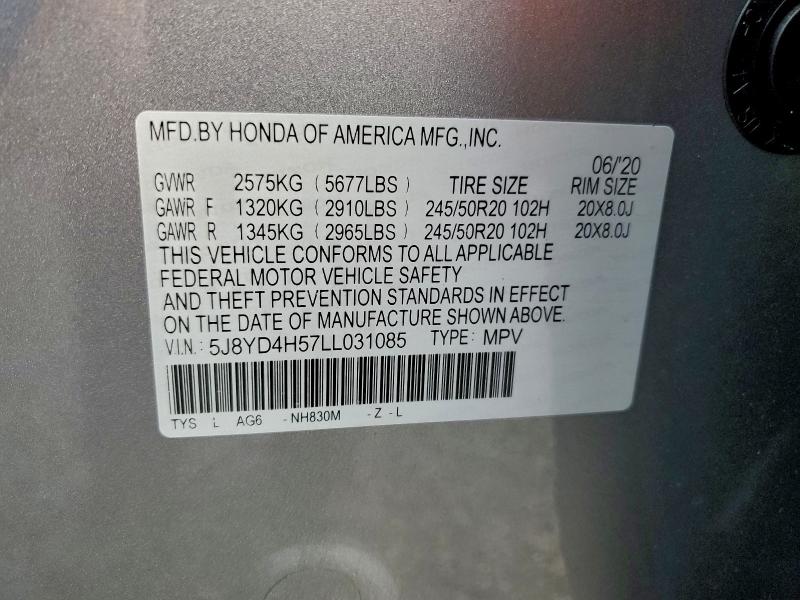 MFD.BY HONDA OF AMERICA MFG.,INC.
06/'20
GVWR 2575KG (5677LBS) TIRE SIZE RIM SIZE
GAWR F 1320KG (2910LBS) 245/50R20 102H 20X8.0J
GAWR R 1345KG (2965LBS) 245/50R20 102H 20X8.0J
THIS VEHICLE CONFORMS TO ALL APPLICABLE
FEDERAL MOTOR VEHICLE SAFETY
AND THEFT PREVENTION STANDARDS IN EFFECT
ON THE DATE OF MANUFACTURE SHOWN ABOVE.
V.I.N.: 5J8YD4H57LL031085 TYPE: MPV
TYS L AG6 -NH830M -Z -L